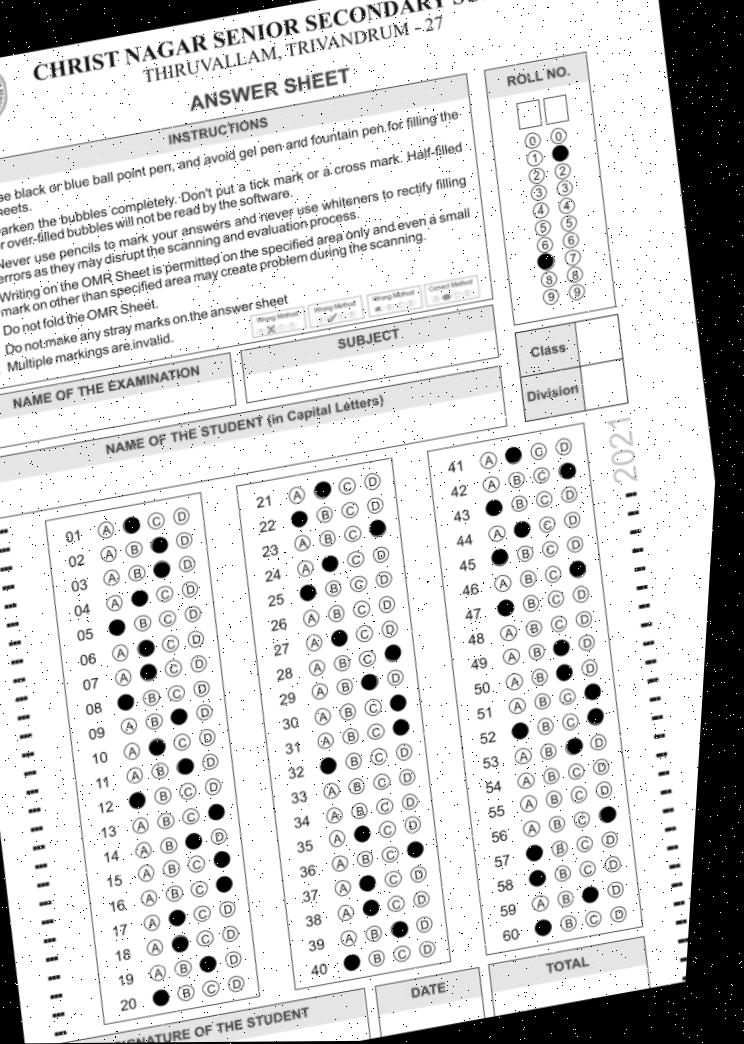 CHRIST NAGAR SENIOR SECONDARY
THIRUVALLAM, TRIVANDRUM - 27
ANSWER SHEET
INSTRUCTIONS
black or blue ball point pen, and avoid gel pen and fountain pen for filling the
the bubbles completely. Don't put a tick mark or a cross mark. Half-filled
or over-filled bubbles will not be read by the software.
Never use pencils to mark your answers and never use whiteners to rectify filling
errors as they may disrupt the scanning and evaluation process.
Writing on the OMR Sheet is permitted on the specified area only and even a small
mark on other than specified area may create problem during the scanning.
Do not fold the OMR Sheet.
Do not make any stray marks on the answer sheet
Multiple markings are invalid.
Wrong Method Wrong Method Wrong Method Correct Method
ROLL NO.
0 0
1
2 2
3 3
4 4
5 5
6 6
7
8 8
9 9
NAME OF THE EXAMINATION
SUBJECT
Class
Division
NAME OF THE STUDENT (in Capital Letters)
2021
01 A C D
02 A B D
03 A B D
04 A C D
05 B C D
06 A C D
07 A C D
08 B C D
09 A B D
10 A C D
11 A B D
12 B C D
13 A B C
14 A B D
15 A B C
16 A B C
17 A C D
18 A C D
19 A B D
20 B C D
21 A C D
22 B C D
23 A B C
24 A C D
25 B C D
26 A B C D
27 A C D
28 A B C
29 A B D
30 A B C
31 A B C
32 B C D
33 A B C D
34 A B C D
35 A C D
36 A B C
37 A C D
38 A C D
39 A B D
40 B C D
41 A C D
42 A B C
43 B C D
44 A C D
45 B C D
46 A B C
47 B C D
48 A B C D
49 A B D
50 A B D
51 A B C
52 B C
53 A B D
54 A B C D
55 A B C D
56 A B C
57 B C D
58 B C D
59 A B D
60 B C D
SIGNATURE OF THE STUDENT
DATE
TOTAL